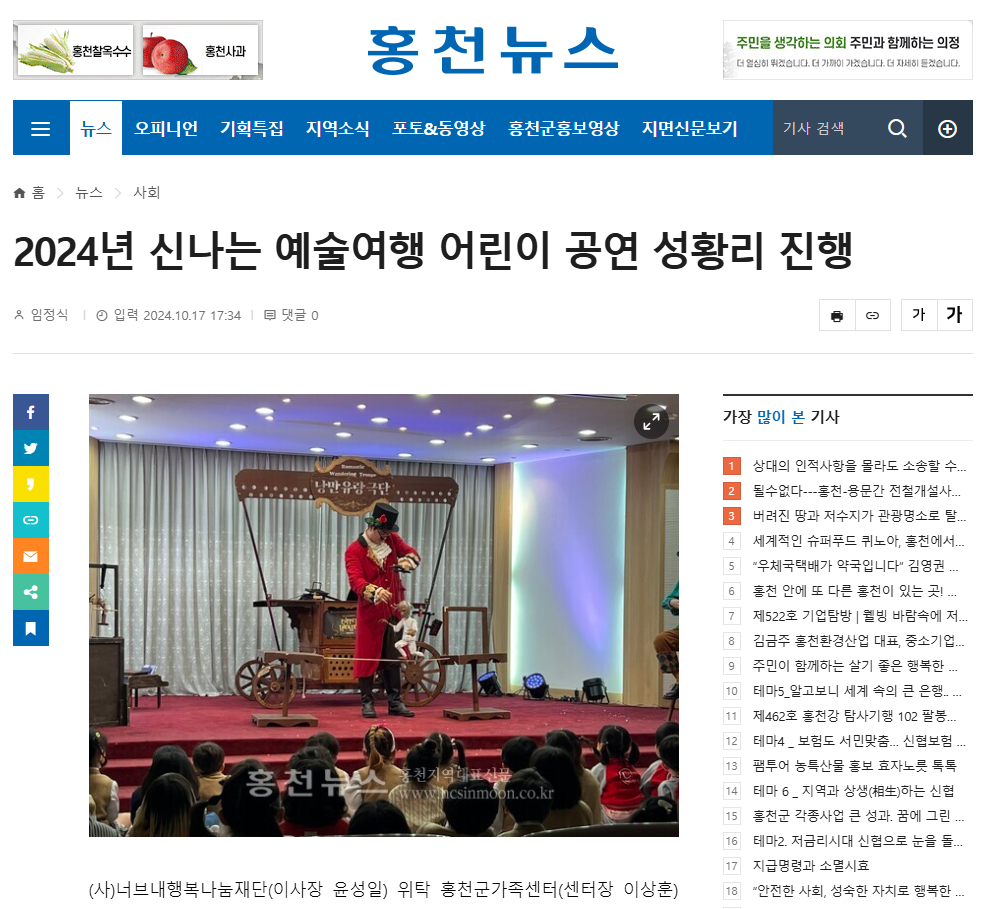 홍천찰옥수수
홍천사과
홍천뉴스
주민을 생각하는 의회 주민과 함께하는 의정
더 열심히 뛰겠습니다. 더 가까이 가겠습니다. 더 자세히 듣겠습니다.
뉴스 오피니언 기획특집 지역소식 포토&동영상 홍천군홍보영상 지면신문보기
기사 검색
홈 뉴스 사회
2024년 신나는 예술여행 어린이 공연 성황리 진행
임정식 입력 2024.10.17 17:34 댓글 0
가 가
Romantic
Wandering Troupe
낭만유랑극단
홍천뉴스 홍천지역대표신문
www.hcsinmoon.co.kr
(사)너브내행복나눔재단(이사장 윤성일) 위탁 홍천군가족센터(센터장 이상훈)
가장 많이 본 기사
1 상대의 인적사항을 몰라도 소송할 수...
2 될수없다---홍천-용문간 전철개설사...
3 버려진 땅과 저수지가 관광명소로 탈...
4 세계적인 슈퍼푸드 퀴노아, 홍천에서...
5 “우체국택배가 약국입니다” 김영권 ...
6 홍천 안에 또 다른 홍천이 있는 곳! ...
7 제522호 기업탐방 | 웰빙 바람속에 저...
8 김금주 홍천환경산업 대표, 중소기업...
9 주민이 함께하는 살기 좋은 행복한 ...
10 테마5_알고보니 세계 속의 큰 은행.. ...
11 제462호 홍천강 탐사기행 102 팔봉...
12 테마4 _ 보험도 서민맞춤... 신협보험 ...
13 팸투어 농특산물 홍보 효자노릇 톡톡
14 테마 6 _ 지역과 상생(相生)하는 신협
15 홍천군 각종사업 큰 성과. 꿈에 그린 ...
16 테마2. 저금리시대 신협으로 눈을 돌...
17 지급명령과 소멸시효
18 “안전한 사회, 성숙한 자치로 행복한 ...